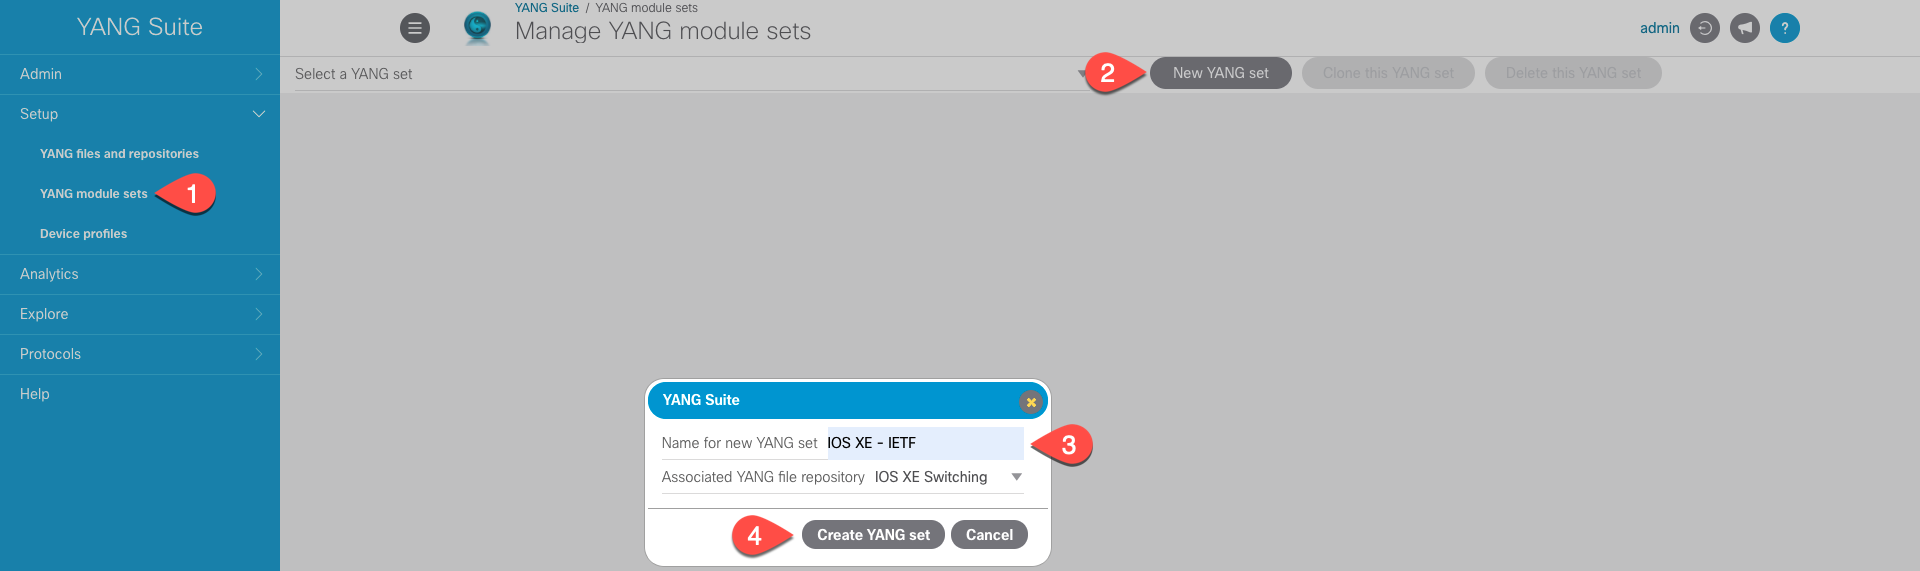 YANG Suite
Admin
Setup
YANG files and repositories
YANG module sets
1
Device profiles
Analytics
Explore
Protocols
Help
YANG Suite / YANG module sets
Manage YANG module sets
admin
?
Select a YANG set
2
New YANG set
Clone this YANG set
Delete this YANG set
YANG Suite
Name for new YANG set IOS XE - IETF
3
Associated YANG file repository IOS XE Switching
4
Create YANG set
Cancel